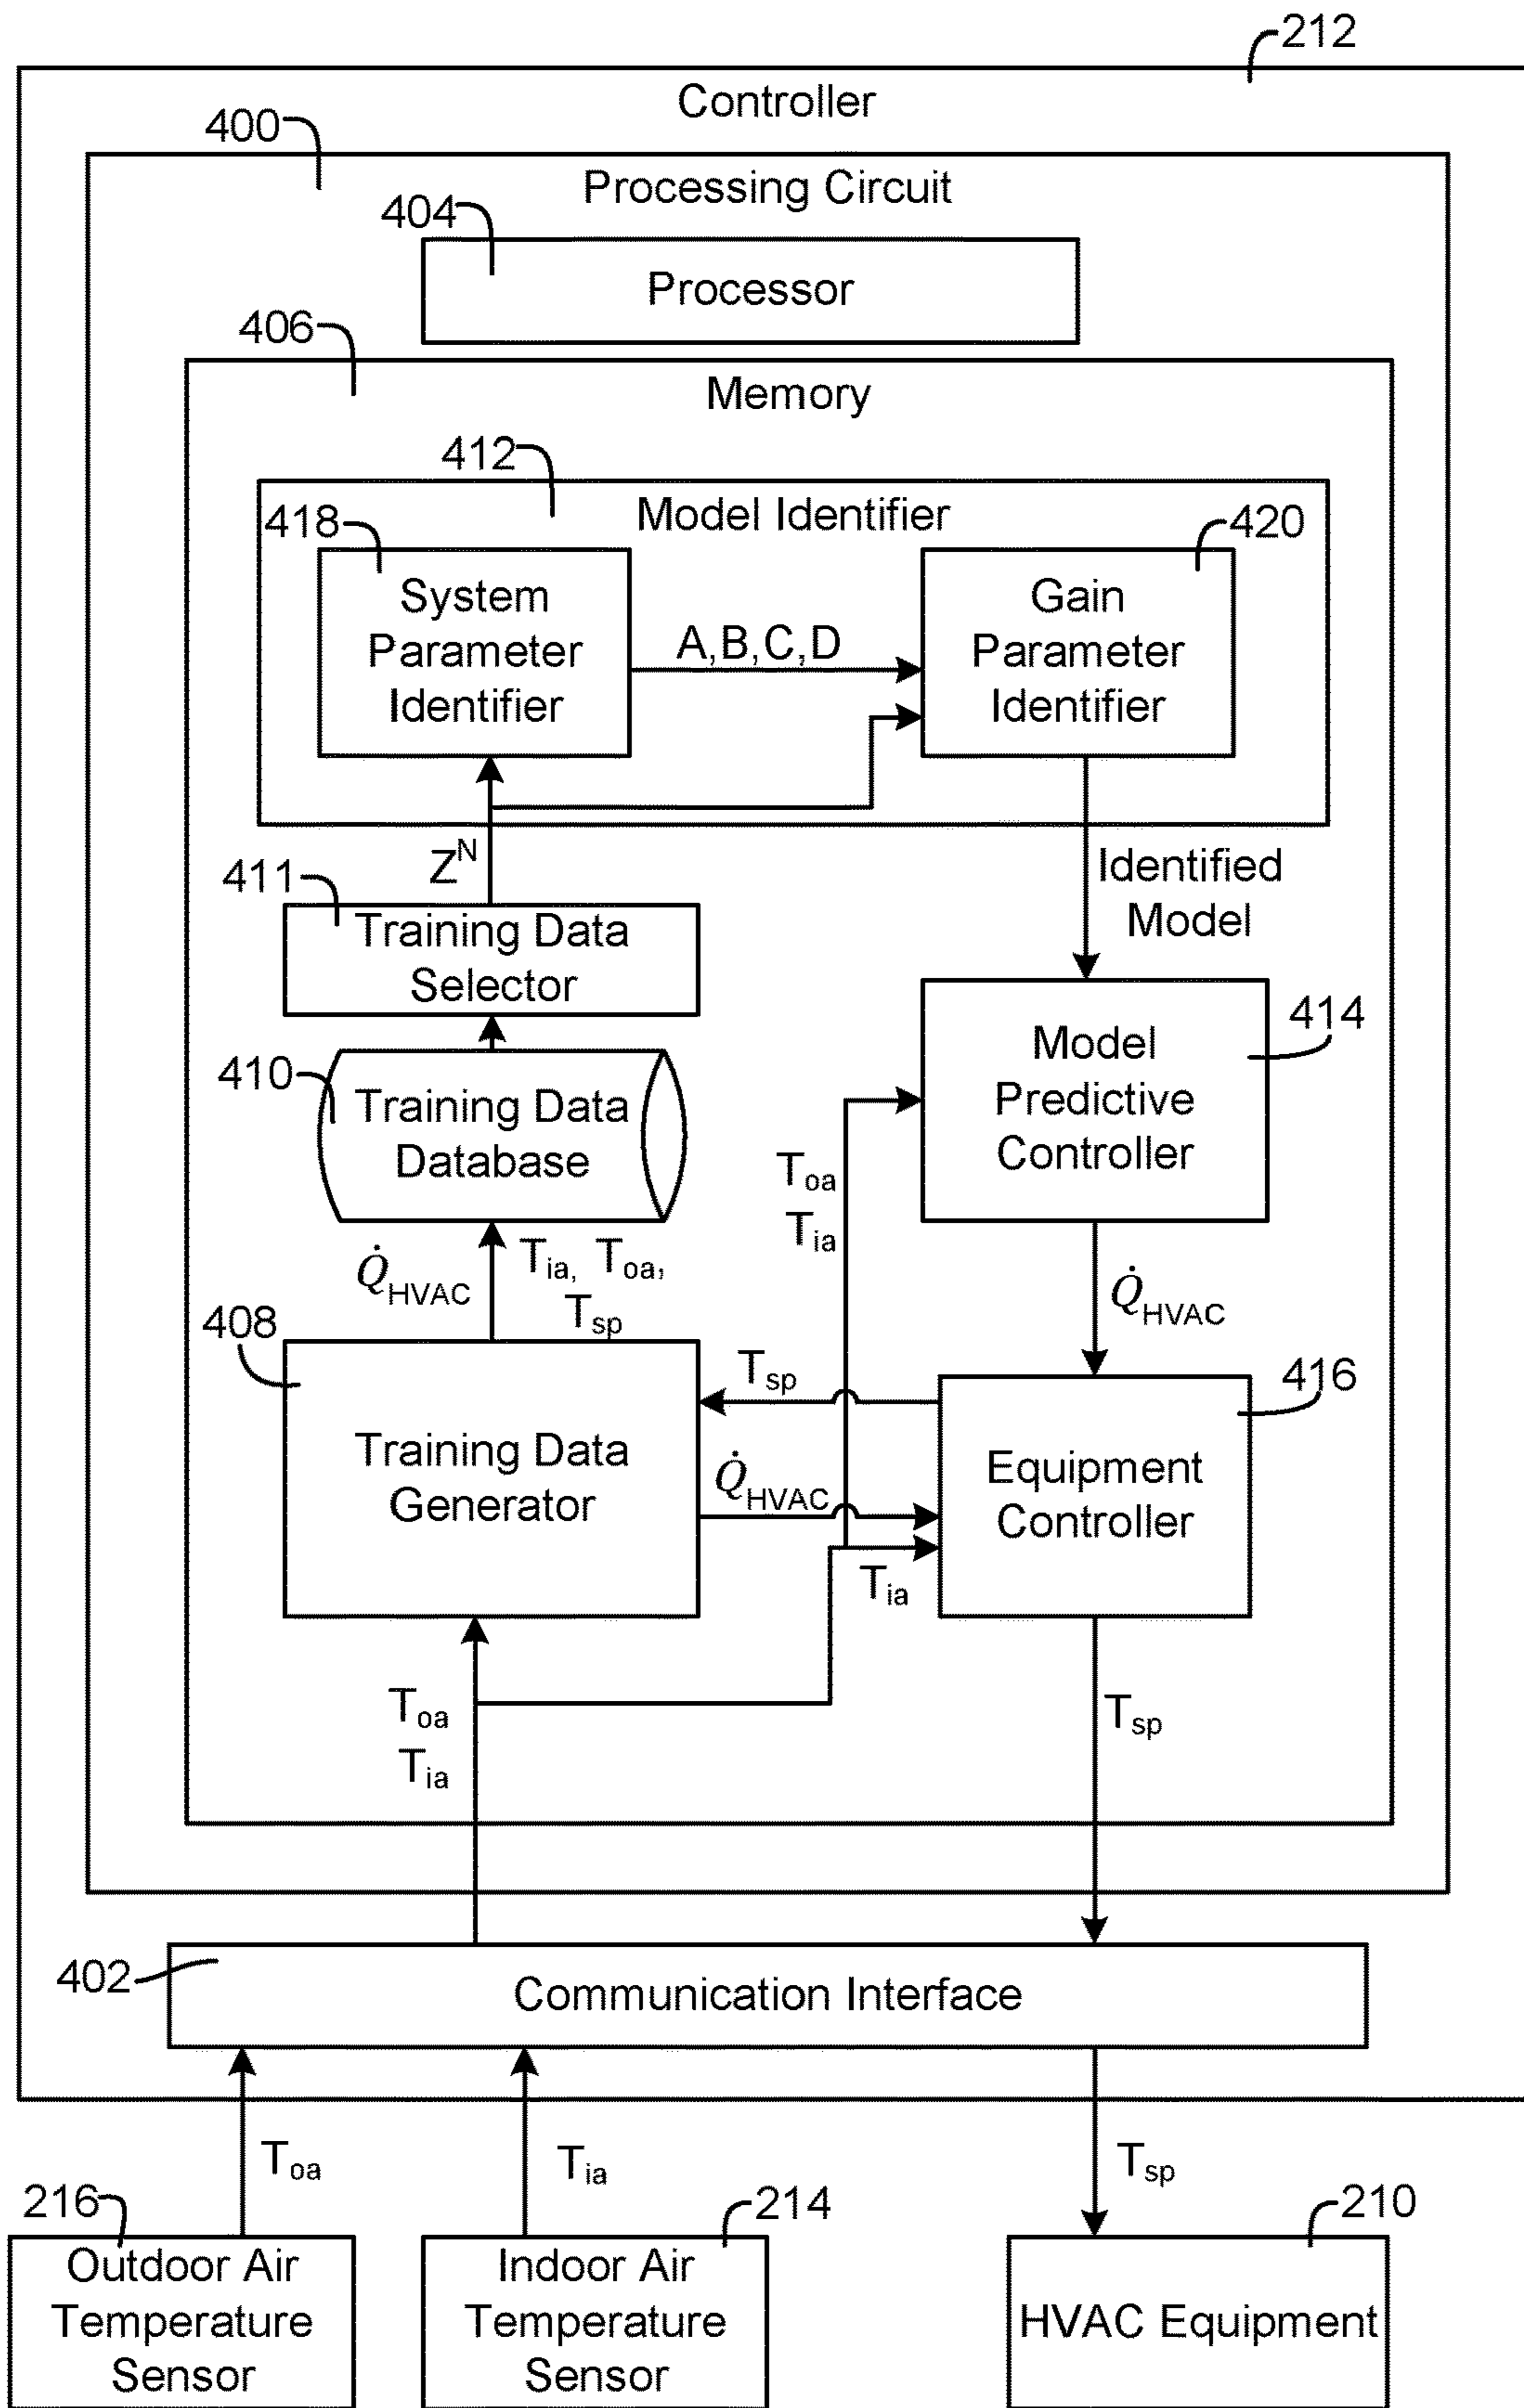 212
Controller
400
Processing Circuit
404
Processor
406
Memory
412
Model Identifier
418
System
Parameter
Identifier
A,B,C,D
420
Gain
Parameter
Identifier
Z^N
Identified
Model
411
Training Data
Selector
410
Training Data
Database
414
Model
Predictive
Controller
T_oa
T_ia
Q̇_HVAC
T_ia, T_oa,
T_sp
Q̇_HVAC
408
Training Data
Generator
T_sp
Q̇_HVAC
416
Equipment
Controller
T_ia
T_oa
T_ia
T_sp
402
Communication Interface
T_oa
T_ia
T_sp
216
Outdoor Air
Temperature
Sensor
214
Indoor Air
Temperature
Sensor
210
HVAC Equipment